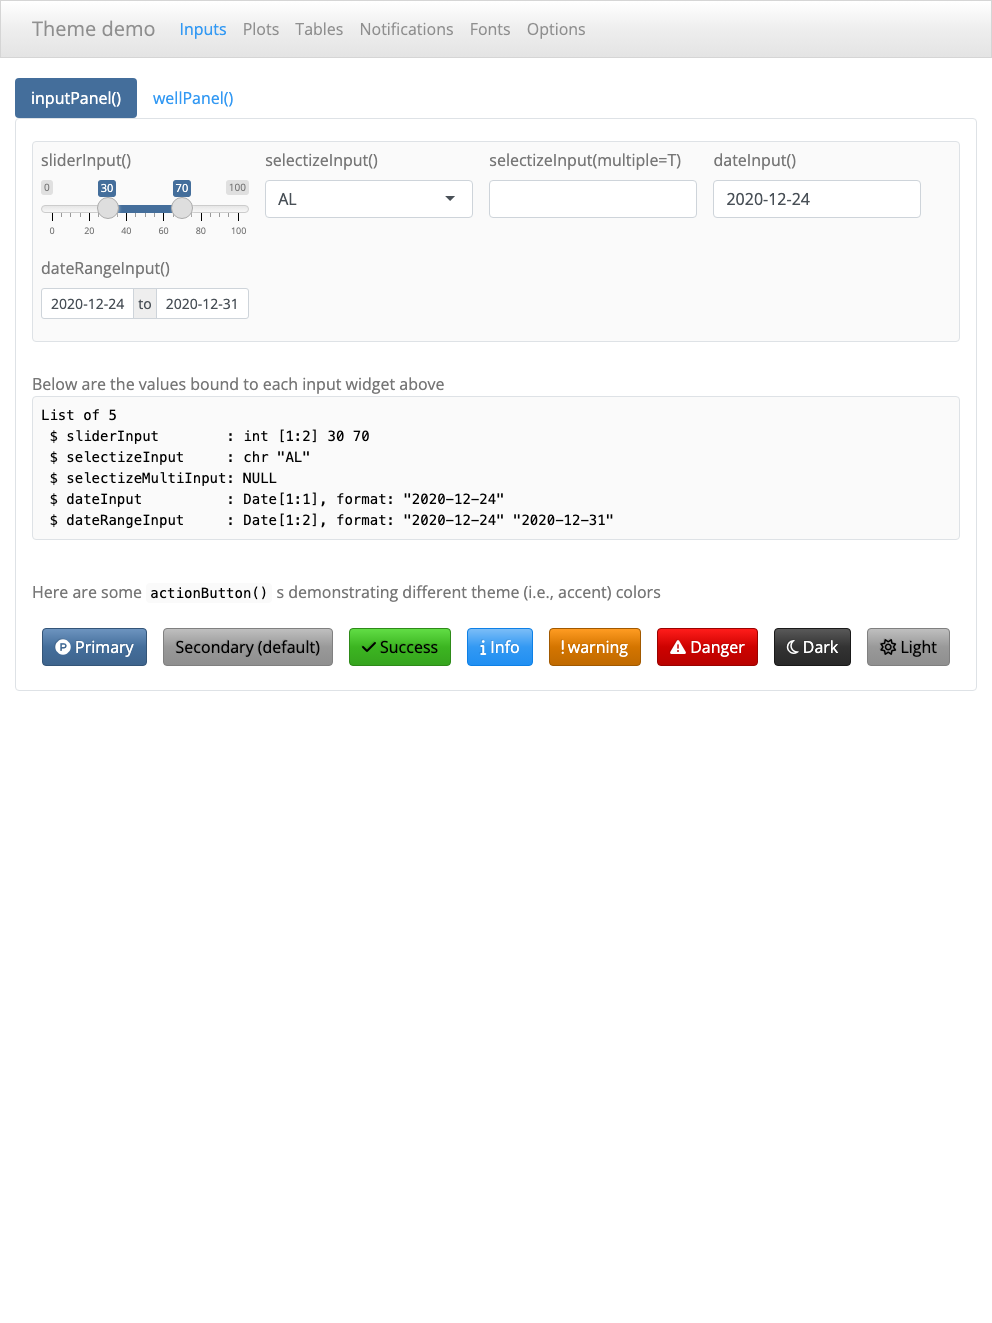 Theme demo Inputs Plots Tables Notifications Fonts Options
inputPanel() wellPanel()
sliderInput() selectizeInput() selectizeInput(multiple=T) dateInput()
0 30 70 100
AL 2020-12-24
0 20 40 60 80 100
dateRangeInput()
2020-12-24 to 2020-12-31
Below are the values bound to each input widget above
List of 5
 $ sliderInput        : int [1:2] 30 70
 $ selectizeInput     : chr "AL"
 $ selectizeMultiInput: NULL
 $ dateInput          : Date[1:1], format: "2020-12-24"
 $ dateRangeInput     : Date[1:2], format: "2020-12-24" "2020-12-31"
Here are some actionButton() s demonstrating different theme (i.e., accent) colors
Primary Secondary (default) Success Info warning Danger Dark Light